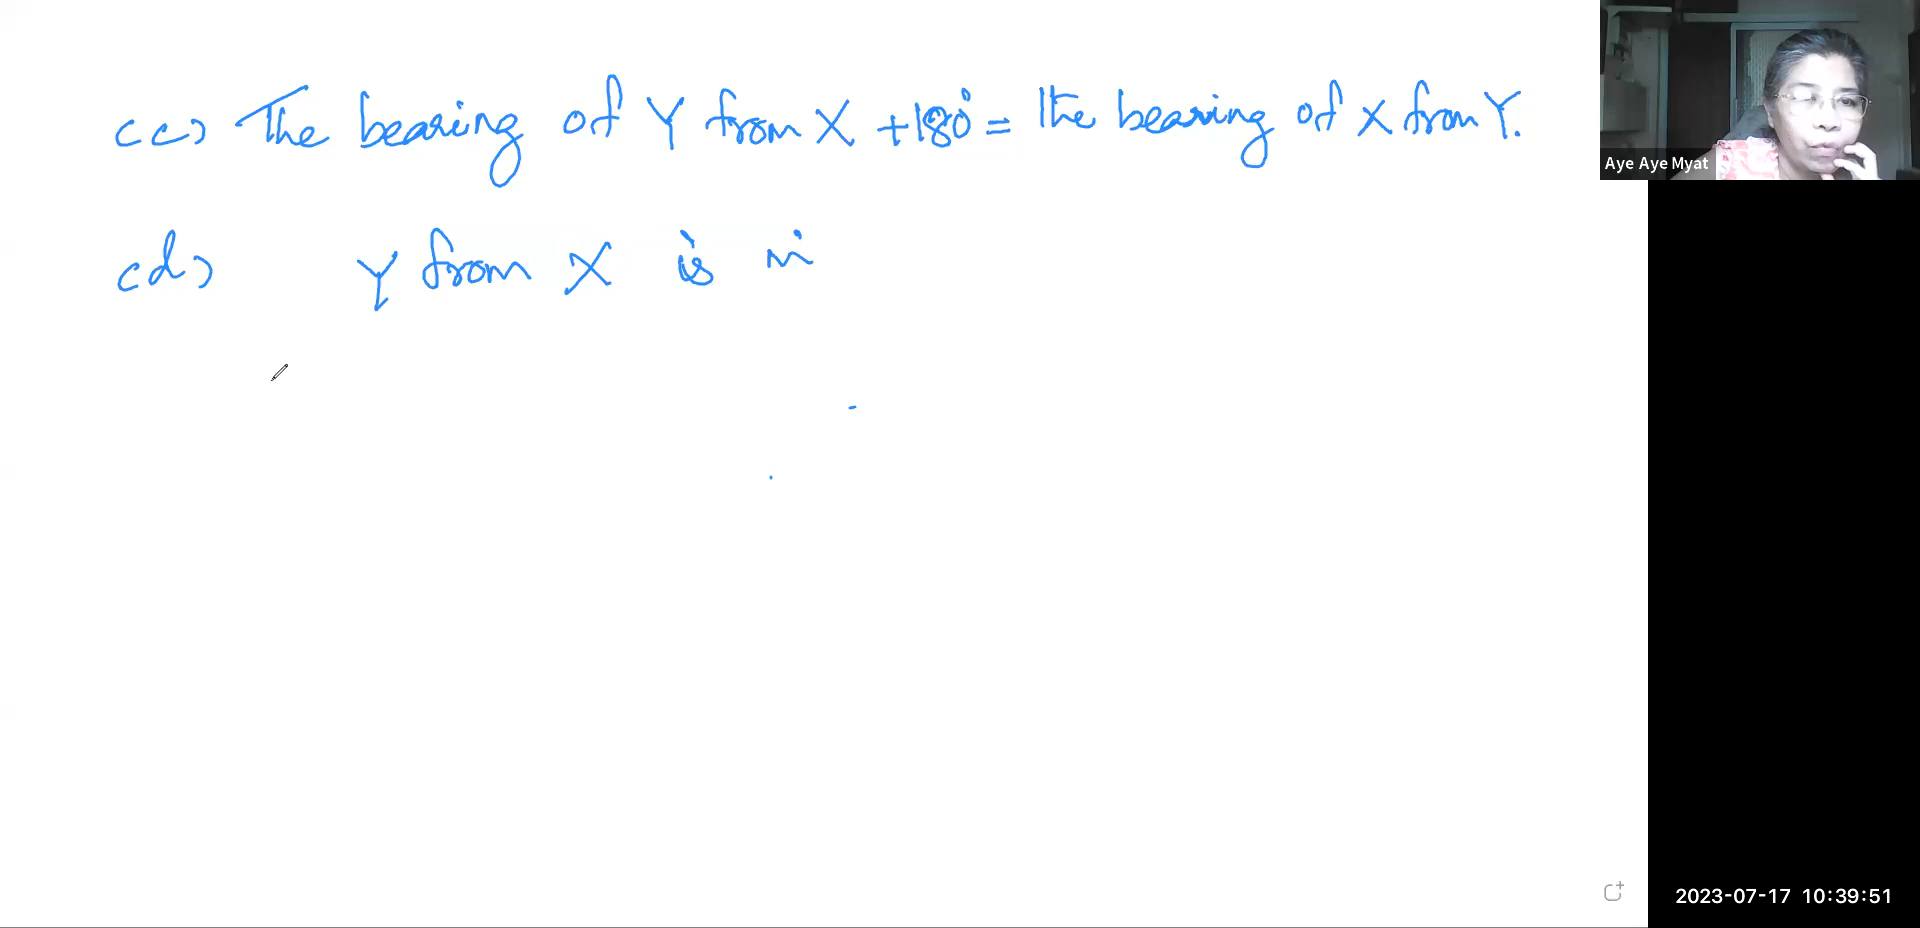 (c) The bearing of Y from X +180° = the bearing of X from Y.
Aye Aye Myat
(d) Y from X is m°
2023-07-17 10:39:51